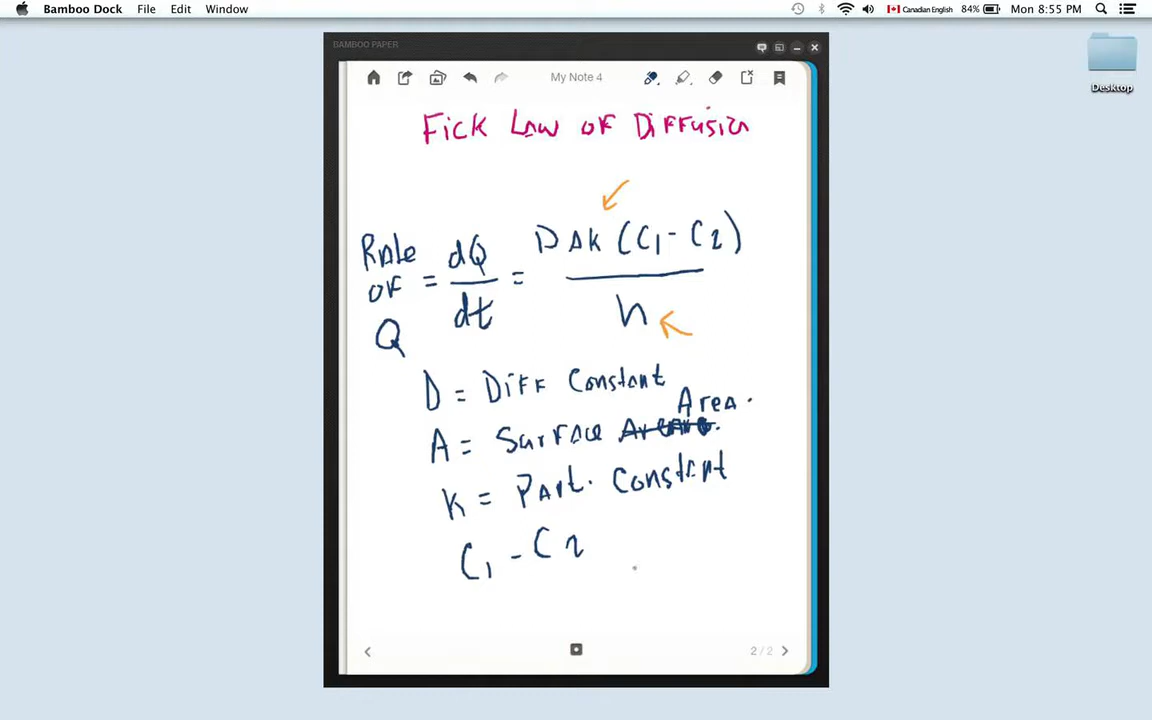 Bamboo Dock File Edit Window
Canadian English 84% Mon 8:55 PM
Desktop
BAMBOO PAPER
My Note 4
Fick Law of Diffusion
Rate of Q = dQ/dt = DAK (C1 - C2) / h
D = Diff Constant
A = Surface Area.
K = Part. Constant
C1 - C2
2 / 2